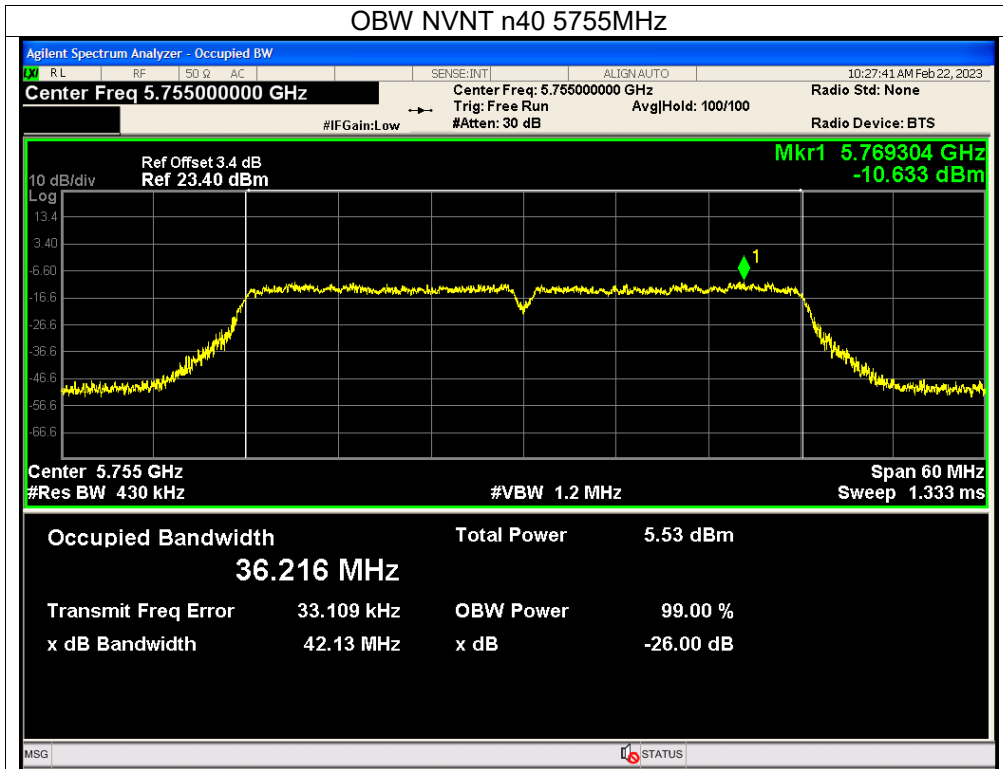 OBW NVNT n40 5755MHz
Agilent Spectrum Analyzer - Occupied BW
LXI RL RF 50 Ω AC SENSE:INT ALIGN AUTO 10:27:41 AM Feb 22, 2023
Center Freq 5.755000000 GHz Center Freq: 5.755000000 GHz Radio Std: None
Trig: Free Run Avg|Hold: 100/100
#IFGain:Low #Atten: 30 dB Radio Device: BTS
Mkr1 5.769304 GHz
-10.633 dBm
Ref Offset 3.4 dB
10 dB/div Ref 23.40 dBm
Log
13.4
3.40
1
-6.60
-16.6
-26.6
-36.6
-46.6
-56.6
-66.6
Center 5.755 GHz Span 60 MHz
#Res BW 430 kHz #VBW 1.2 MHz Sweep 1.333 ms
Occupied Bandwidth Total Power 5.53 dBm
36.216 MHz
Transmit Freq Error 33.109 kHz OBW Power 99.00 %
x dB Bandwidth 42.13 MHz x dB -26.00 dB
MSG STATUS